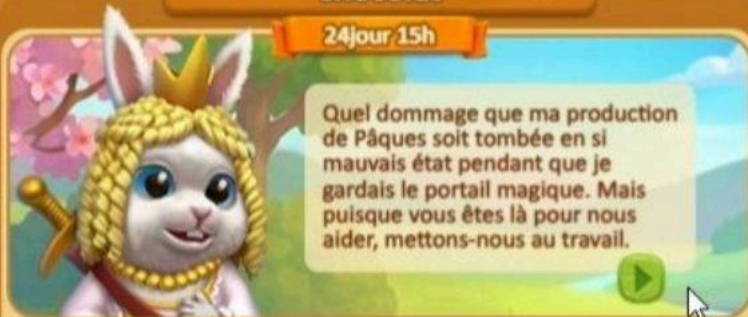 24jour 15h
Quel dommage que ma production
de Pâques soit tombée en si
mauvais état pendant que je
gardais le portail magique. Mais
puisque vous êtes là pour nous
aider, mettons-nous au travail.